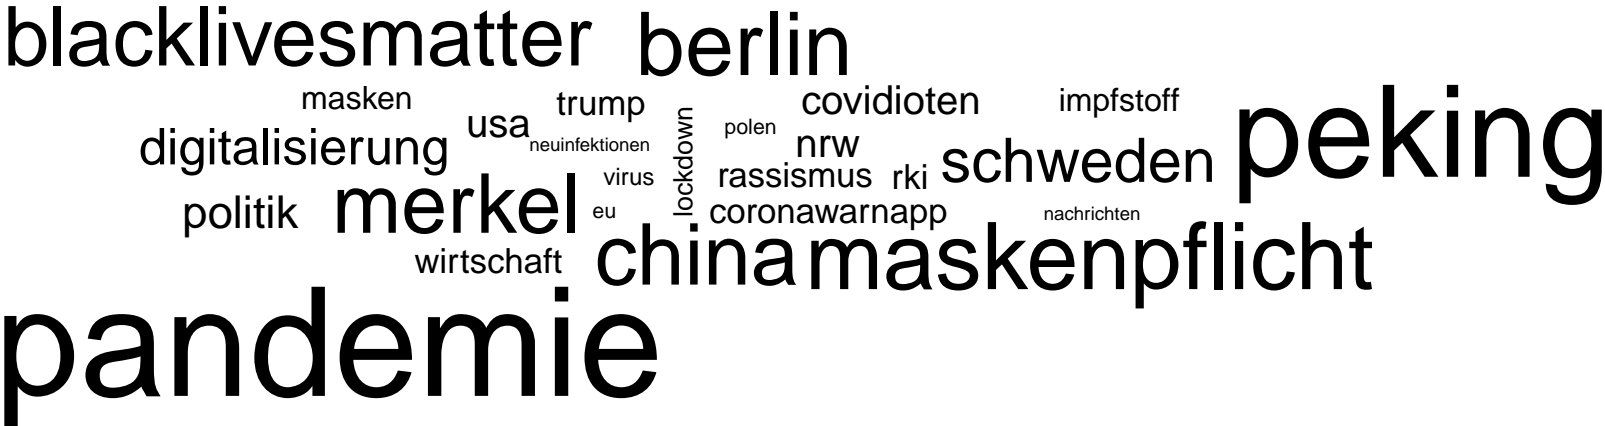 blacklivesmatter berlin
masken trump covidioten impfstoff peking
digitalisierung usa neuinfektionen lockdown polen nrw schweden
politik merkel virus eu rassismus rki coronawarnapp nachrichten
wirtschaft china maskenpflicht
pandemie